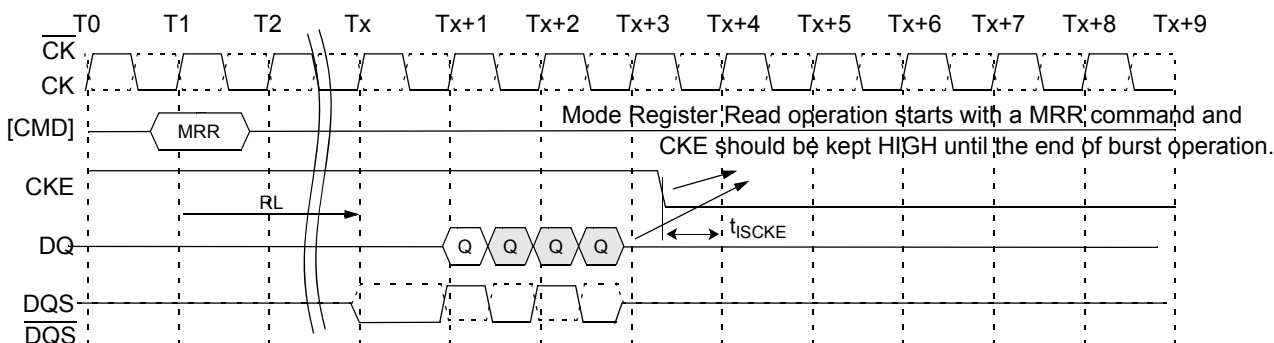 T0 T1 T2 Tx Tx+1 Tx+2 Tx+3 Tx+4 Tx+5 Tx+6 Tx+7 Tx+8 Tx+9
CK
CK
[CMD] MRR
Mode Register Read operation starts with a MRR command and
CKE should be kept HIGH until the end of burst operation.
CKE
RL
tISCKE
DQ Q Q Q Q
DQS
DQS